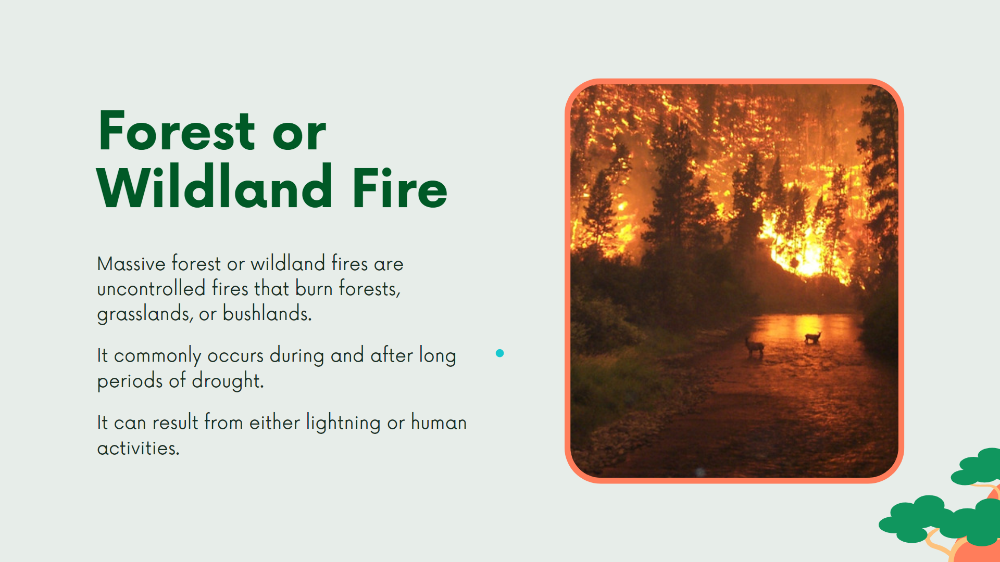 Forest or
Wildland Fire
Massive forest or wildland fires are
uncontrolled fires that burn forests,
grasslands, or bushlands.
It commonly occurs during and after long
periods of drought.
It can result from either lightning or human
activities.